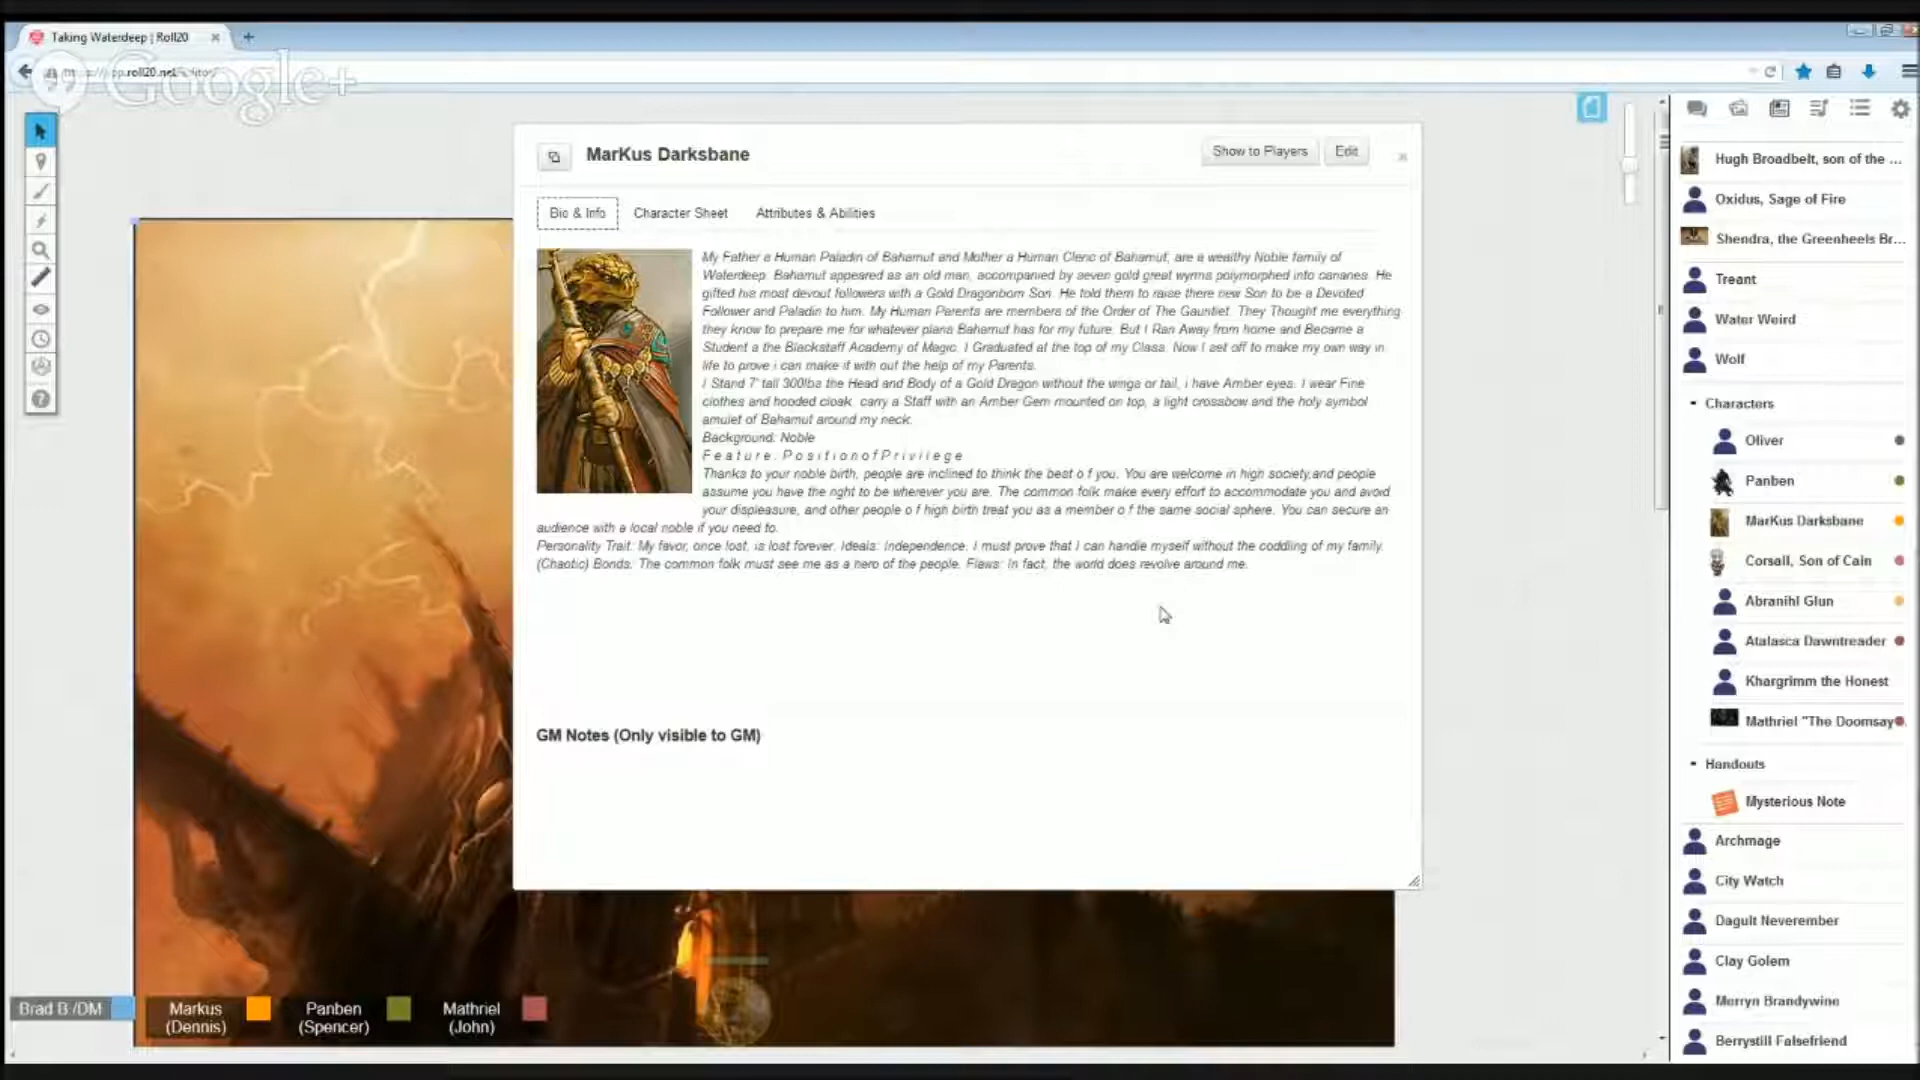 Taking Waterdeep | Roll20
Google+
MarKus Darksbane
Show to Players
Edit
Bio & Info
Character Sheet
Attributes & Abilities
My Father a Human Paladin of Bahamut and Mother a Human Cleric of Bahamut, are a wealthy Noble family of
Waterdeep. Bahamut appeared as an old man, accompanied by seven gold great wyrms polymorphed into canaries. He
gifted his most devout followers with a Gold Dragonborn Son. He told them to raise there new Son to be a Devoted
Follower and Paladin to him. My Human Parents are members of the Order of The Gauntlet. They Thought me everything
they know to prepare me for whatever plans Bahamut has for my future. But I Ran Away from home and Became a
Student a the Blackstaff Academy of Magic. I Graduated at the top of my Class. Now I set off to make my own way in
life to prove i can make it with out the help of my Parents.
I Stand 7' tall 300lbs the Head and Body of a Gold Dragon without the wings or tail, i have Amber eyes. I wear Fine
clothes and hooded cloak, carry a Staff with an Amber Gem mounted on top, a light crossbow and the holy symbol
amulet of Bahamut around my neck.
Background: Noble
F e a t u r e : P o s i t i o n o f P r i v i l e g e
Thanks to your noble birth, people are inclined to think the best o f you. You are welcome in high society,and people
assume you have the right to be wherever you are. The common folk make every effort to accommodate you and avoid
your displeasure, and other people o f high birth treat you as a member o f the same social sphere. You can secure an
audience with a local noble if you need to.
Personality Trait: My favor, once lost, is lost forever. Ideals: Independence. I must prove that I can handle myself without the coddling of my family.
(Chaotic) Bonds: The common folk must see me as a hero of the people. Flaws: In fact, the world does revolve around me.
GM Notes (Only visible to GM)
Hugh Broadbelt, son of the ...
Oxidus, Sage of Fire
Shendra, the Greenheels Br...
Treant
Water Weird
Wolf
Characters
Oliver
Panben
MarKus Darksbane
Corsall, Son of Cain
Abranihl Glun
Atalasca Dawntreader
Khargrimm the Honest
Mathriel "The Doomsay
Handouts
Mysterious Note
Archmage
City Watch
Dagult Neverember
Clay Golem
Merryn Brandywine
Berrystill Falsefriend
Brad B /DM
Markus
(Dennis)
Panben
(Spencer)
Mathriel
(John)